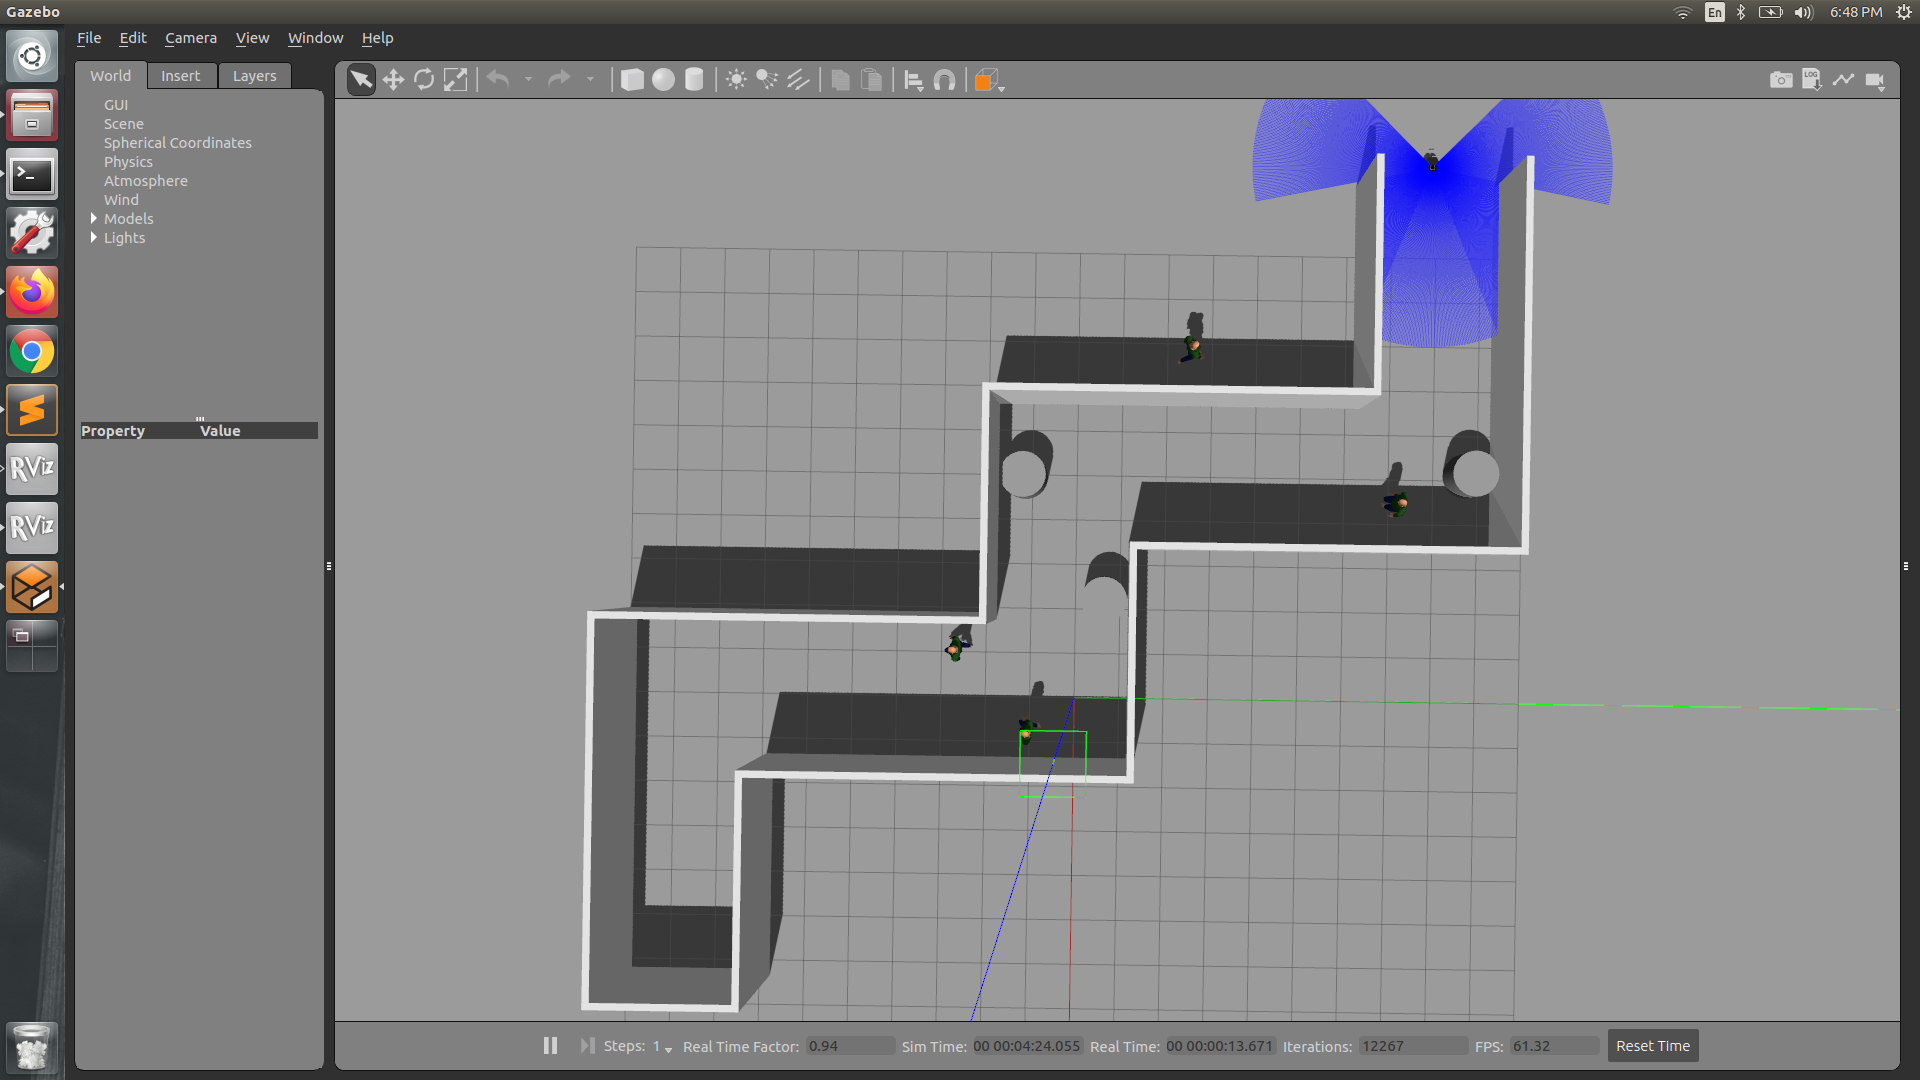 Gazebo
En
6:48 PM
File Edit Camera View Window Help
World Insert Layers
GUI
Scene
Spherical Coordinates
Physics
Atmosphere
Wind
Models
Lights
Property Value
LOG
RViz
RViz
Steps: 1 Real Time Factor: 0.94 Sim Time: 00 00:04:24.055 Real Time: 00 00:00:13.671 Iterations: 12267 FPS: 61.32 Reset Time